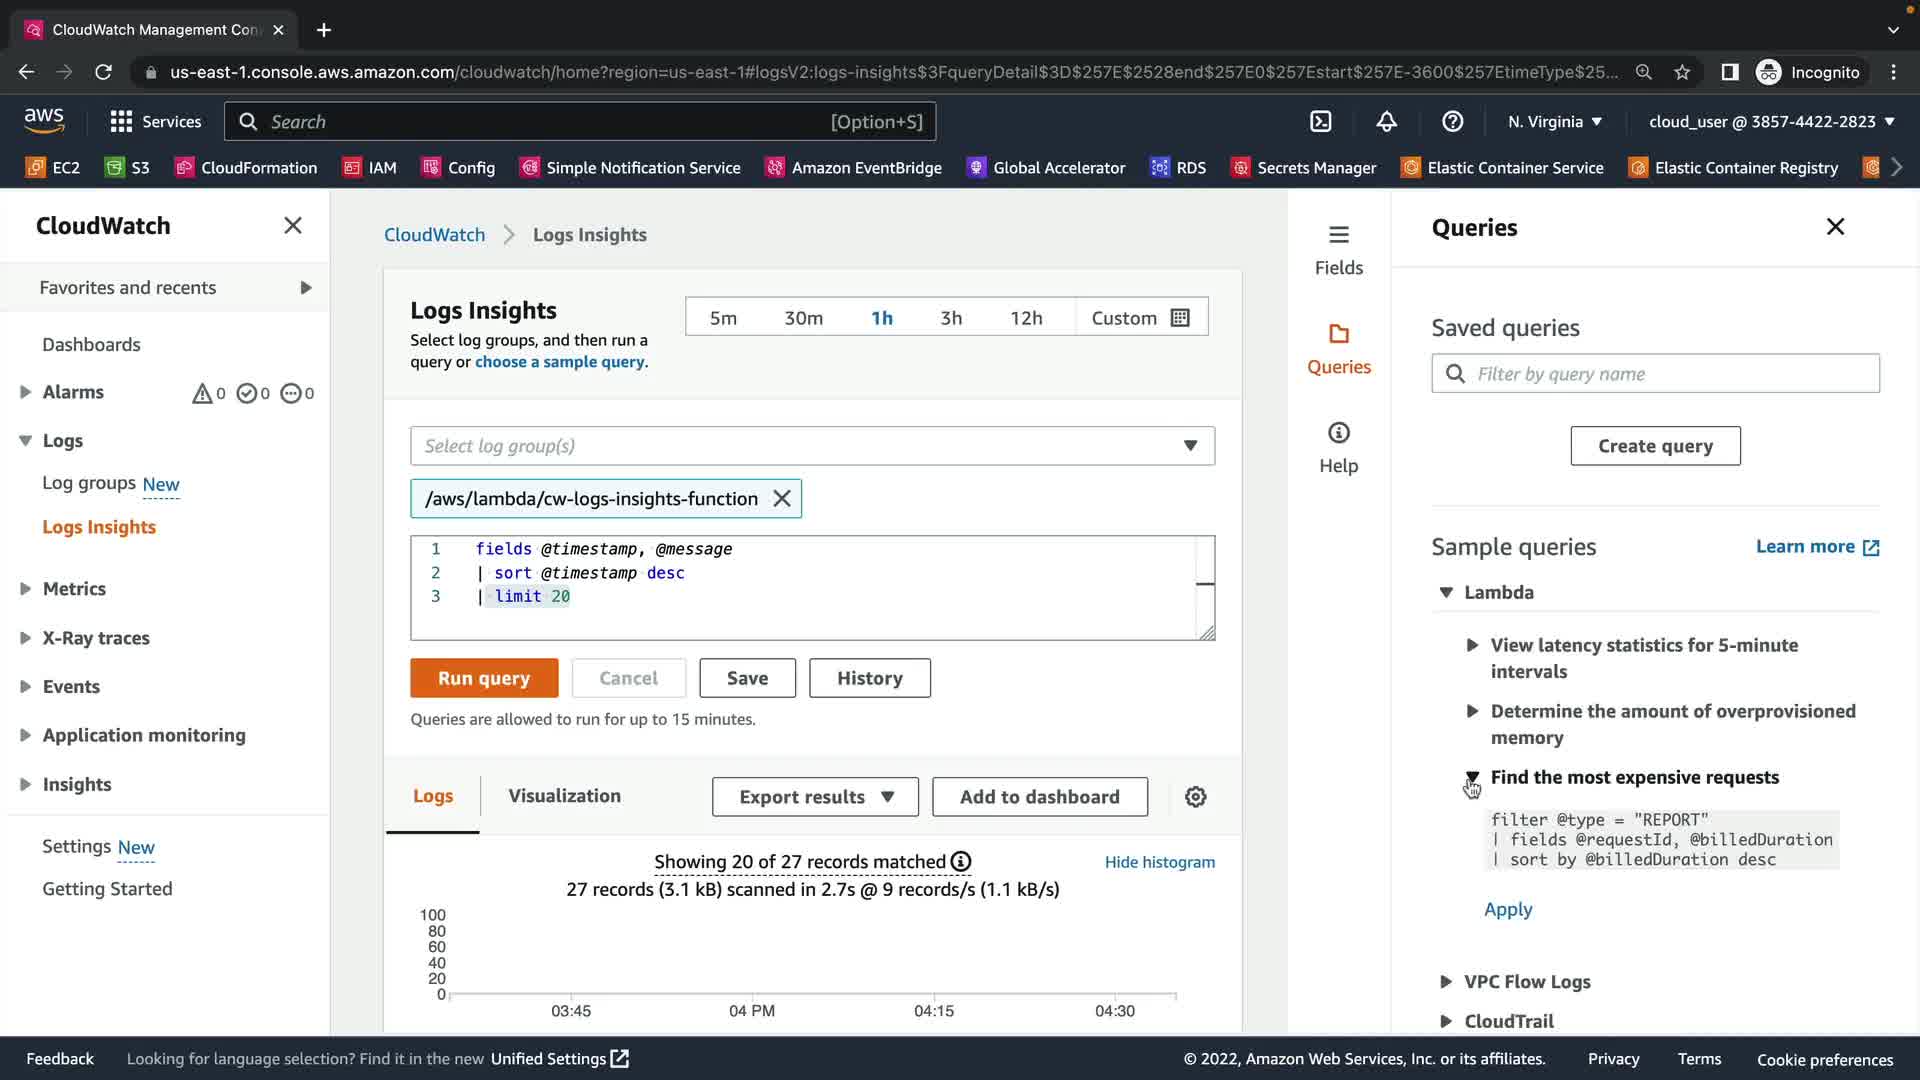 CloudWatch Management Con
us-east-1.console.aws.amazon.com/cloudwatch/home?region=us-east-1#logsV2:logs-insights$3FqueryDetail$3D$257E$2528end$257E0$257Estart$257E-3600$257EtimeType$25...
Incognito
aws
Services
Search
[Option+S]
N. Virginia
cloud_user @ 3857-4422-2823
EC2
S3
CloudFormation
IAM
Config
Simple Notification Service
Amazon EventBridge
Global Accelerator
RDS
Secrets Manager
Elastic Container Service
Elastic Container Registry
CloudWatch
Favorites and recents
Dashboards
Alarms
0
0
0
Logs
Log groups New
Logs Insights
Metrics
X-Ray traces
Events
Application monitoring
Insights
Settings New
Getting Started
CloudWatch
Logs Insights
Logs Insights
Select log groups, and then run a
query or choose a sample query.
5m
30m
1h
3h
12h
Custom
Select log group(s)
/aws/lambda/cw-logs-insights-function
1 fields @timestamp, @message
2 | sort @timestamp desc
3 | limit 20
Run query
Cancel
Save
History
Queries are allowed to run for up to 15 minutes.
Logs
Visualization
Export results
Add to dashboard
Showing 20 of 27 records matched
Hide histogram
27 records (3.1 kB) scanned in 2.7s @ 9 records/s (1.1 kB/s)
100
80
60
40
20
0
03:45
04 PM
04:15
04:30
Fields
Queries
Help
Queries
Saved queries
Filter by query name
Create query
Sample queries
Learn more
Lambda
View latency statistics for 5-minute
intervals
Determine the amount of overprovisioned
memory
Find the most expensive requests
filter @type = "REPORT"
| fields @requestId, @billedDuration
| sort by @billedDuration desc
Apply
VPC Flow Logs
CloudTrail
Feedback
Looking for language selection? Find it in the new Unified Settings
© 2022, Amazon Web Services, Inc. or its affiliates.
Privacy
Terms
Cookie preferences